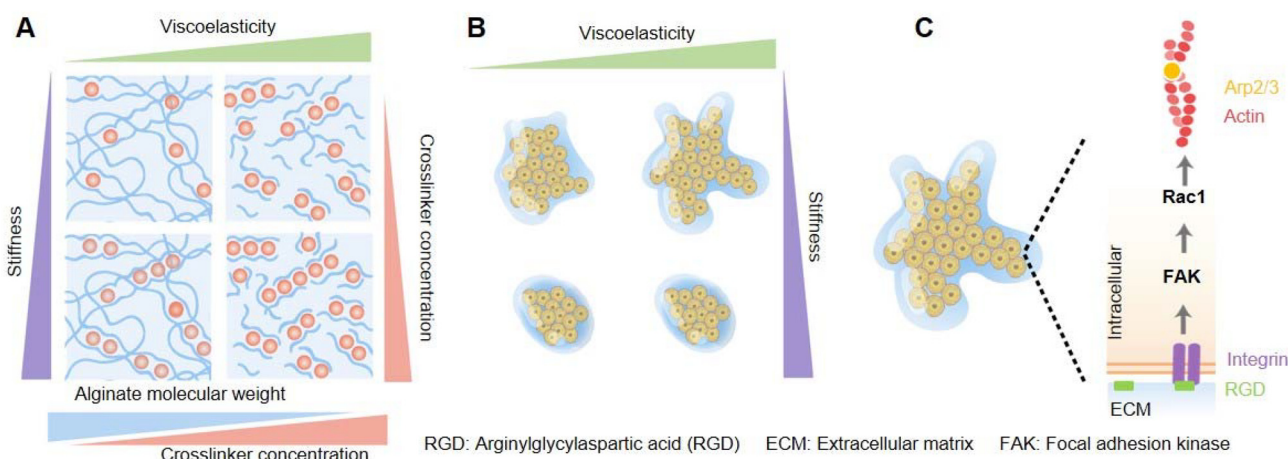 A
Viscoelasticity
Stiffness
Crosslinker concentration
Alginate molecular weight
Crosslinker concentration
B
Viscoelasticity
Stiffness
C
Arp2/3
Actin
Rac1
FAK
Intracellular
Integrin
RGD
ECM
RGD: Arginylglycylaspartic acid (RGD) ECM: Extracellular matrix FAK: Focal adhesion kinase